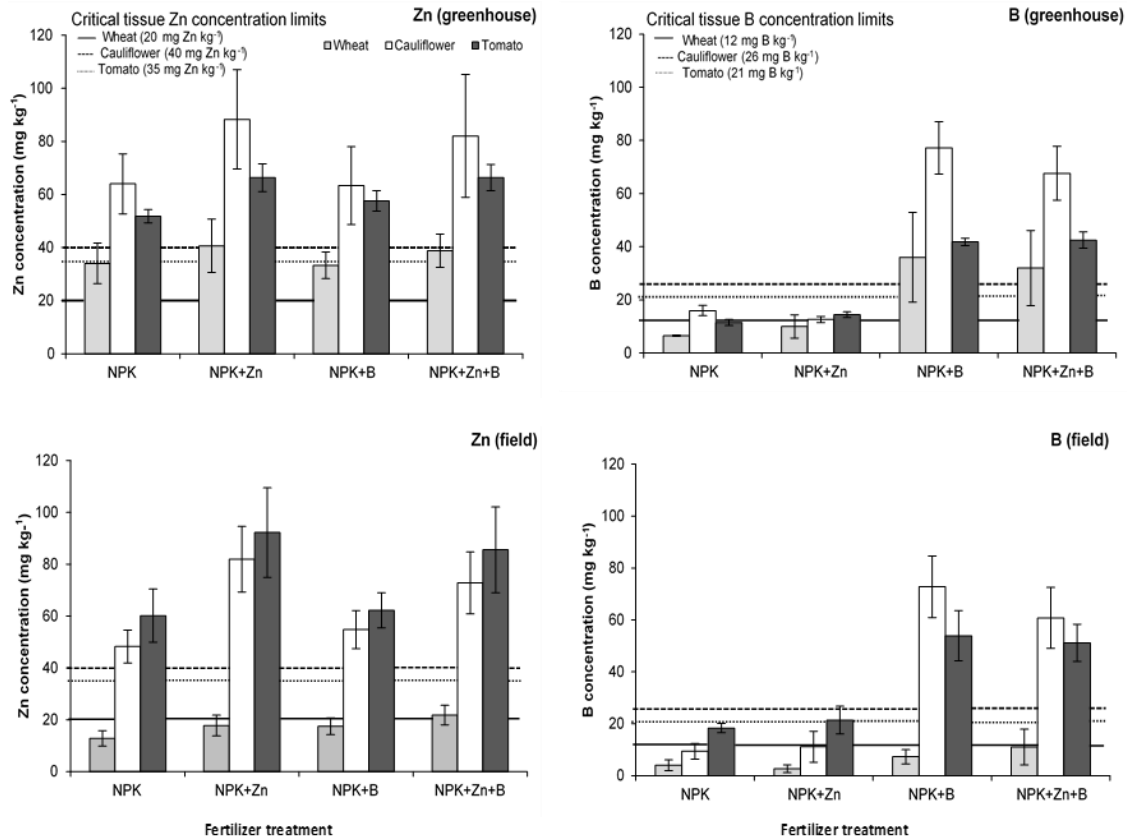 Critical tissue Zn concentration limits
Zn (greenhouse)
Wheat (20 mg Zn kg⁻¹)
Cauliflower (40 mg Zn kg⁻¹)
Tomato (35 mg Zn kg⁻¹)
Wheat Cauliflower Tomato
Zn concentration (mg kg⁻¹)
120
100
80
60
40
20
0
NPK NPK+Zn NPK+B NPK+Zn+B
Critical tissue B concentration limits
B (greenhouse)
Wheat (12 mg B kg⁻¹)
Cauliflower (26 mg B kg⁻¹)
Tomato (21 mg B kg⁻¹)
B concentration (mg kg⁻¹)
120
100
80
60
40
20
0
NPK NPK+Zn NPK+B NPK+Zn+B
Zn (field)
Zn concentration (mg kg-¹)
120
100
80
60
40
20
0
NPK NPK+Zn NPK+B NPK+Zn+B
Fertilizer treatment
B (field)
B concentration (mg kg⁻¹)
120
100
80
60
40
20
0
NPK NPK+Zn NPK+B NPK+Zn+B
Fertilizer treatment